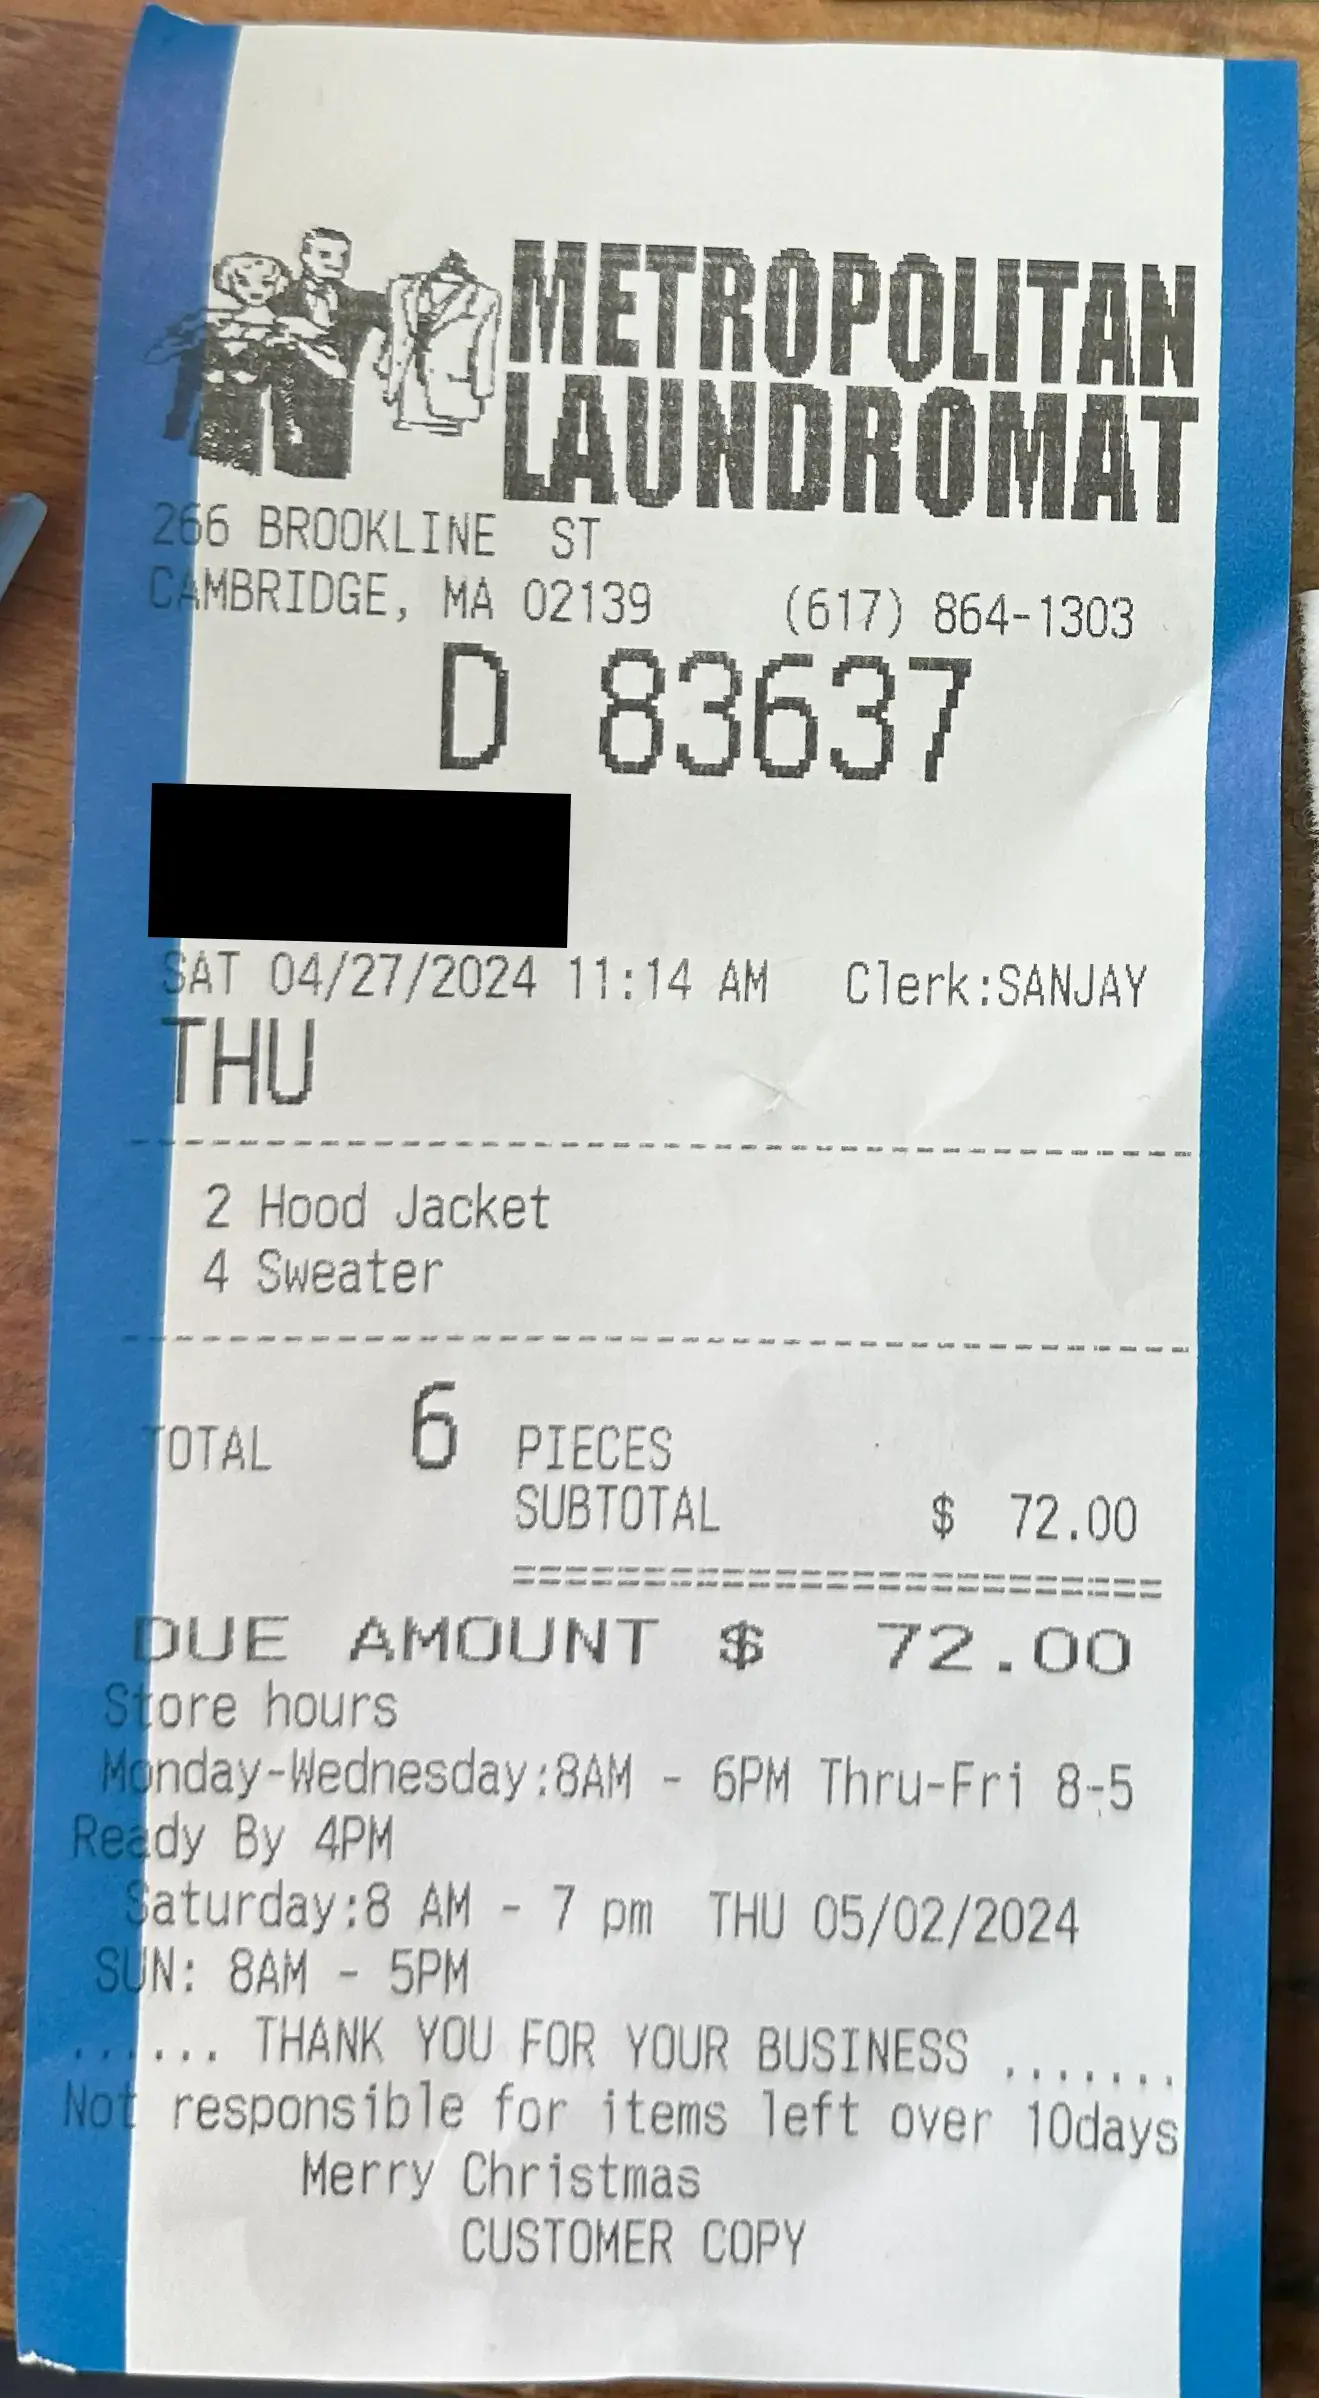 METROPOLITAN
LAUNDROMAT
266 BROOKLINE ST
CAMBRIDGE, MA 02139 (617) 864-1303
D 83637
SAT 04/27/2024 11:14 AM Clerk:SANJAY
THU
2 Hood Jacket
4 Sweater
TOTAL 6 PIECES
SUBTOTAL $ 72.00
DUE AMOUNT $ 72.00
Store hours
Monday-Wednesday:8AM - 6PM Thru-Fri 8-5
Ready By 4PM
Saturday:8 AM - 7 pm THU 05/02/2024
SUN: 8AM - 5PM
...... THANK YOU FOR YOUR BUSINESS .......
Not responsible for items left over 10days
Merry Christmas
CUSTOMER COPY